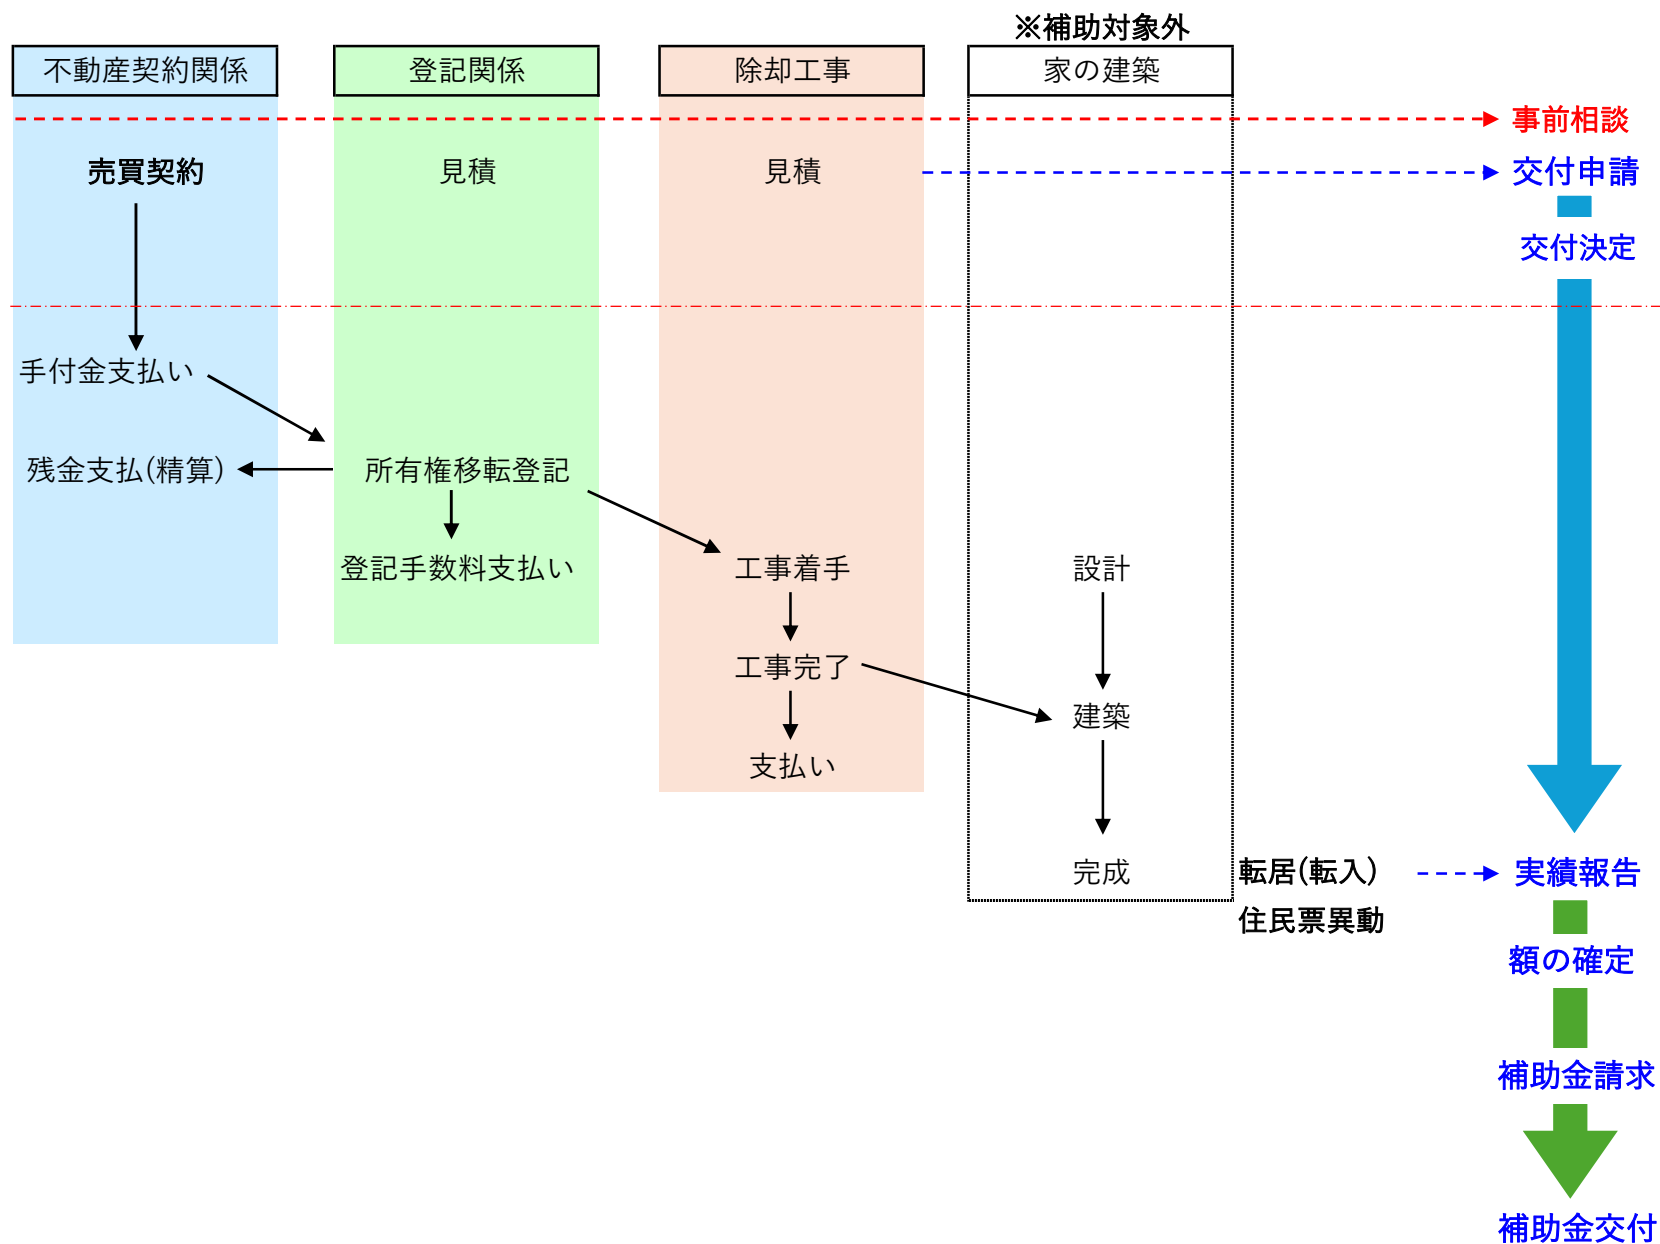 ※補助対象外
不動産契約関係
登記関係
除却工事
家の建築
事前相談
売買契約
見積
見積
交付申請
交付決定
手付金支払い
残金支払(精算)
所有権移転登記
登記手数料支払い
工事着手
設計
工事完了
建築
支払い
完成
転居(転入)
実績報告
住民票異動
額の確定
補助金請求
補助金交付